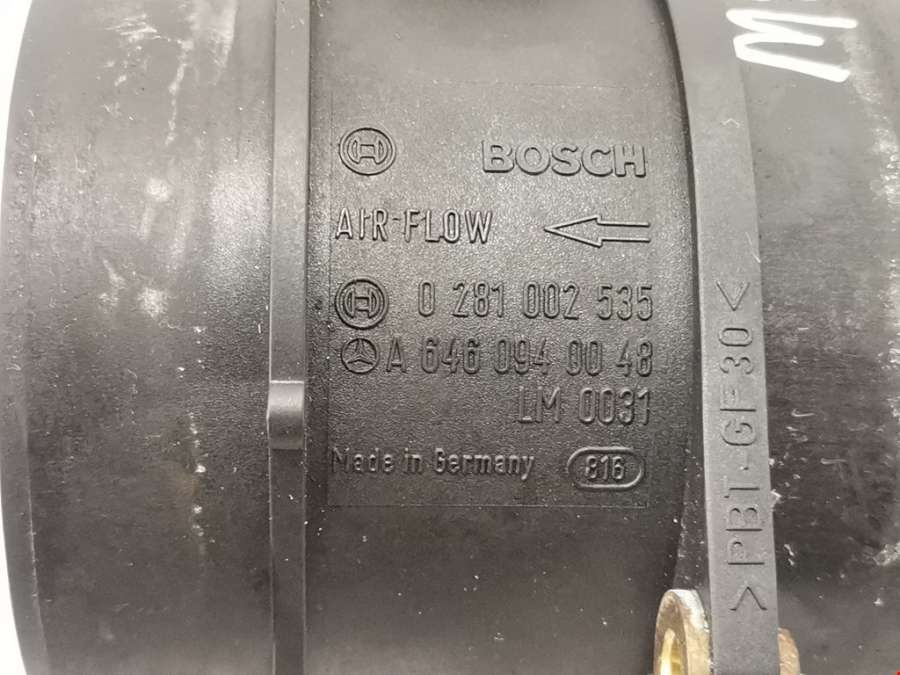 BOSCH
AIR FLOW
0 281 002 535
A 646 094 00 48
LM 0031
Made in Germany 816
>PBT-GF30<